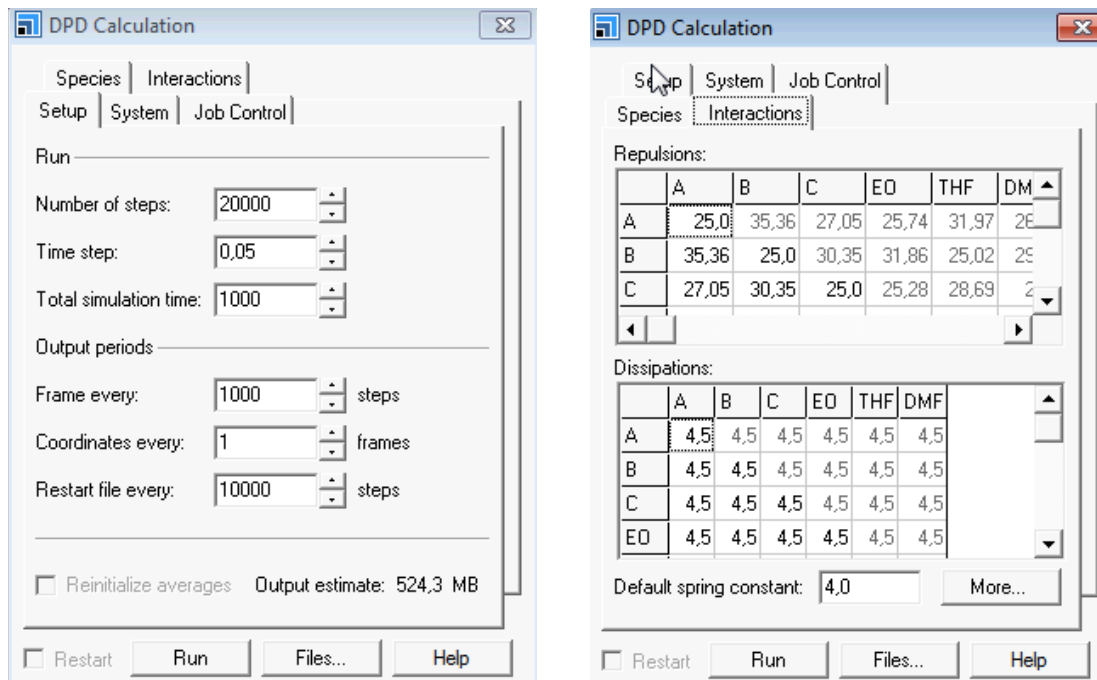 DPD Calculation
Species Interactions
Setup System Job Control
Run
Number of steps: 20000
Time step: 0,05
Total simulation time: 1000
Output periods
Frame every: 1000 steps
Coordinates every: 1 frames
Restart file every: 10000 steps
Reinitialize averages Output estimate: 524,3 MB
Restart Run Files... Help
DPD Calculation
System Job Control
Species Interactions
Repulsions:
A B C EO THF
A 25,0 35,36 27,05 25,74 31,97
B 35,36 25,0 30,35 31,86 25,02
C 27,05 30,35 25,0 25,28 28,69
Dissipations:
A B C EO THF DMF
A 4,5 4,5 4,5 4,5 4,5 4,5
B 4,5 4,5 4,5 4,5 4,5 4,5
C 4,5 4,5 4,5 4,5 4,5 4,5
EO 4,5 4,5 4,5 4,5 4,5 4,5
Default spring constant: 4,0 More...
Restart Run Files... Help